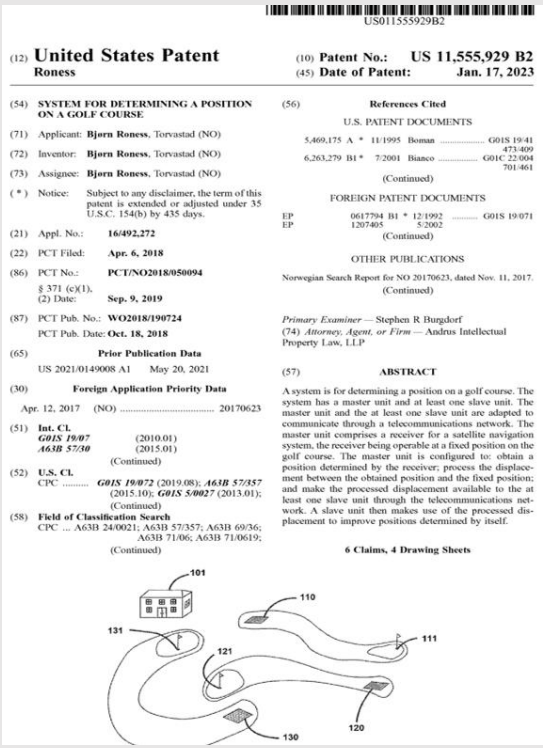 US011555929B2
(12) United States Patent
Roness
(10) Patent No.: US 11,555,929 B2
(45) Date of Patent: Jan. 17, 2023
(54) SYSTEM FOR DETERMINING A POSITION
ON A GOLF COURSE
(71) Applicant: Bjørn Roness, Torvastad (NO)
(72) Inventor: Bjørn Roness, Torvastad (NO)
(73) Assignee: Bjørn Roness, Torvastad (NO)
( * ) Notice: Subject to any disclaimer, the term of this
patent is extended or adjusted under 35
U.S.C. 154(b) by 435 days.
(21) Appl. No.: 16/492,272
(22) PCT Filed: Apr. 6, 2018
(86) PCT No.: PCT/NO2018/050094
§ 371 (c)(1),
(2) Date: Sep. 9, 2019
(87) PCT Pub. No.: WO2018/190724
PCT Pub. Date: Oct. 18, 2018
(65) Prior Publication Data
US 2021/0149008 A1 May 20, 2021
(30) Foreign Application Priority Data
Apr. 12, 2017 (NO) .................................... 20170623
(51) Int. Cl.
G01S 19/07 (2010.01)
A63B 57/30 (2015.01)
(Continued)
(52) U.S. Cl.
CPC ...... G01S 19/072 (2019.08); A63B 57/357
(2015.10); G01S 5/0027 (2013.01);
(Continued)
(58) Field of Classification Search
CPC ... A63B 24/0021; A63B 57/357; A63B 69/36;
A63B 71/06; A63B 71/0619;
(Continued)
(56) References Cited
U.S. PATENT DOCUMENTS
5,469,175 A * 11/1995 Boman .................. G01S 19/41
473/409
6,263,279 B1 * 7/2001 Bianco .................. G01C 22/004
701/461
(Continued)
FOREIGN PATENT DOCUMENTS
EP 0617794 B1 * 12/1992 .......... G01S 19/071
EP 1207405 5/2002
(Continued)
OTHER PUBLICATIONS
Norwegian Search Report for NO 20170623, dated Nov. 11, 2017.
(Continued)
Primary Examiner — Stephen R Burgdorf
(74) Attorney, Agent, or Firm — Andrus Intellectual
Property Law, LLP
(57) ABSTRACT
A system is for determining a position on a golf course. The
system has a master unit and at least one slave unit. The
master unit and the at least one slave unit are adapted to
communicate through a telecommunications network. The
master unit comprises a receiver for a satellite navigation
system, the receiver being operable at a fixed position on the
golf course. The master unit is configured to: obtain a
position determined by the receiver; process the displace-
ment between the obtained position and the fixed position;
and make the processed displacement available to the at
least one slave unit through the telecommunications net-
work. A slave unit then makes use of the processed dis-
placement to improve positions determined by itself.
6 Claims, 4 Drawing Sheets
101
110
131
111
121
120
130